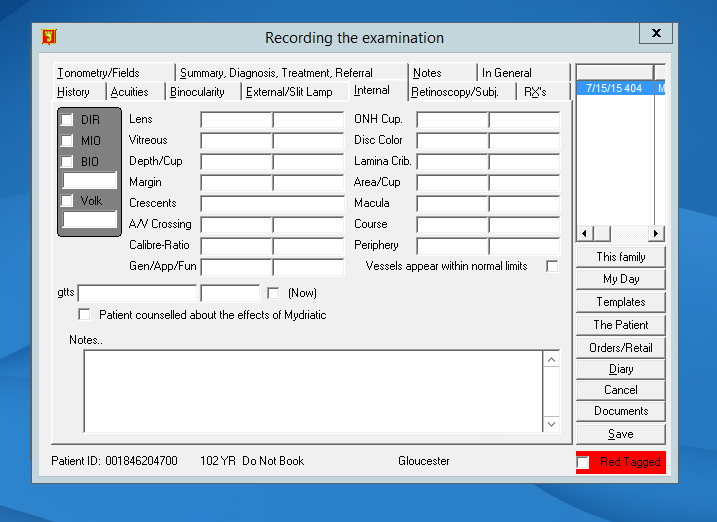 Recording the examination
x
Tonometry/Fields Summary, Diagnosis, Treatment, Referral Notes In General
History Acuities Binocularity External/Slit Lamp Internal Retinoscopy/Subj. RX's
7/15/15 404 M
DIR Lens ONH Cup.
MIO Vitreous Disc Color
BIO Depth/Cup Lamina Crib.
Margin Area/Cup
Volk Crescents Macula
A/V Crossing Course
Calibre-Ratio Periphery
Gen/App/Fun Vessels appear within normal limits
gtts (Now)
Patient counselled about the effects of Mydriatic
Notes..
This family
My Day
Templates
The Patient
Orders/Retail
Diary
Cancel
Documents
Save
Patient ID: 001846204700 102 YR Do Not Book Gloucester Red Tagged